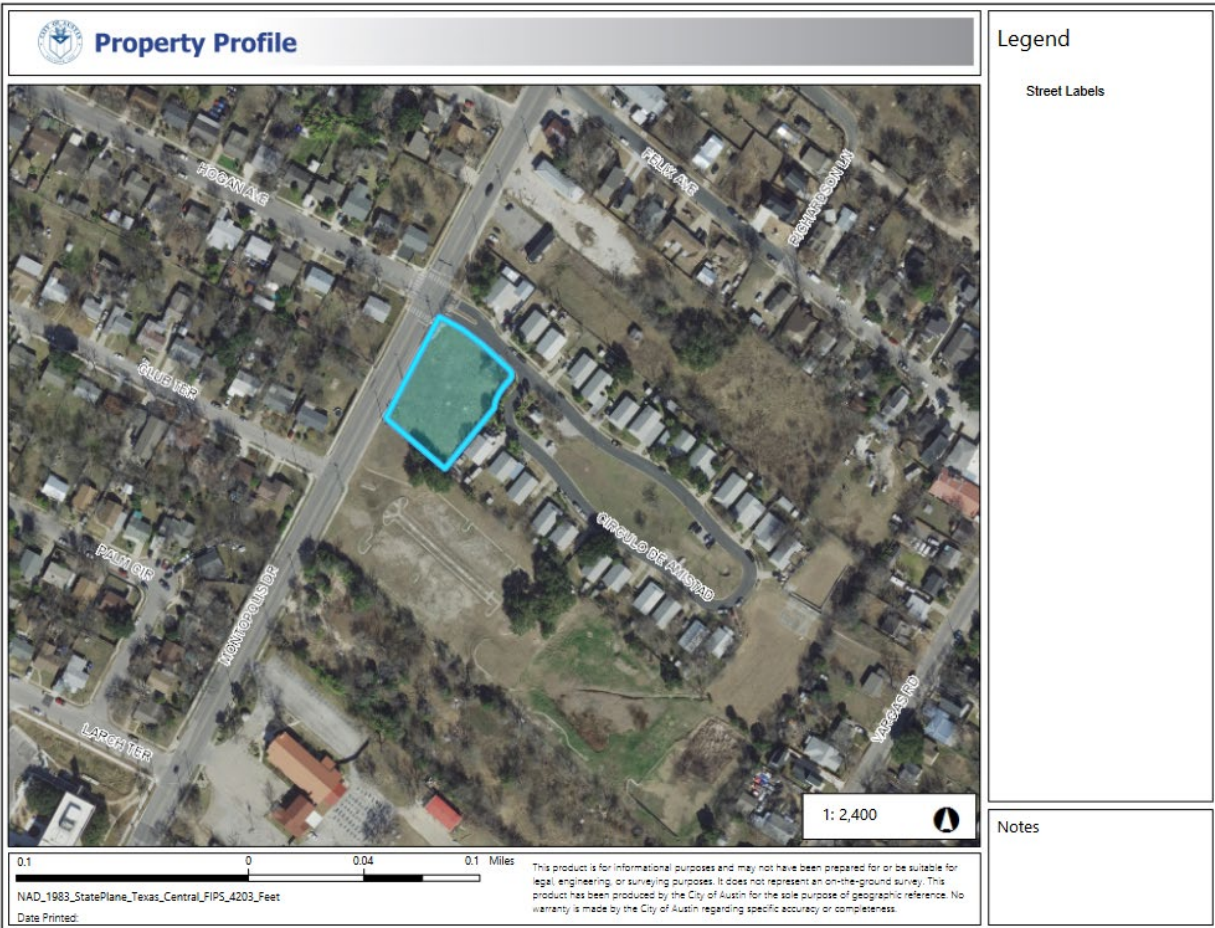 Property Profile
Legend
Street Labels
HOGAN AVE
FELIX AVE
RICHARDSON LN
CLUB TER
PALM CIR
MONTOPOLIS DR
CIRCULO DE AMISTAD
LARCH TER
VARGAS RD
1: 2,400
Notes
0.1 0 0.04 0.1 Miles
NAD_1983_StatePlane_Texas_Central_FIPS_4203_Feet
Date Printed:
This product is for informational purposes and may not have been prepared for or be suitable for
legal, engineering, or surveying purposes. It does not represent an on-the-ground survey. This
product has been produced by the City of Austin for the sole purpose of geographic reference. No
warranty is made by the City of Austin regarding specific accuracy or completeness.